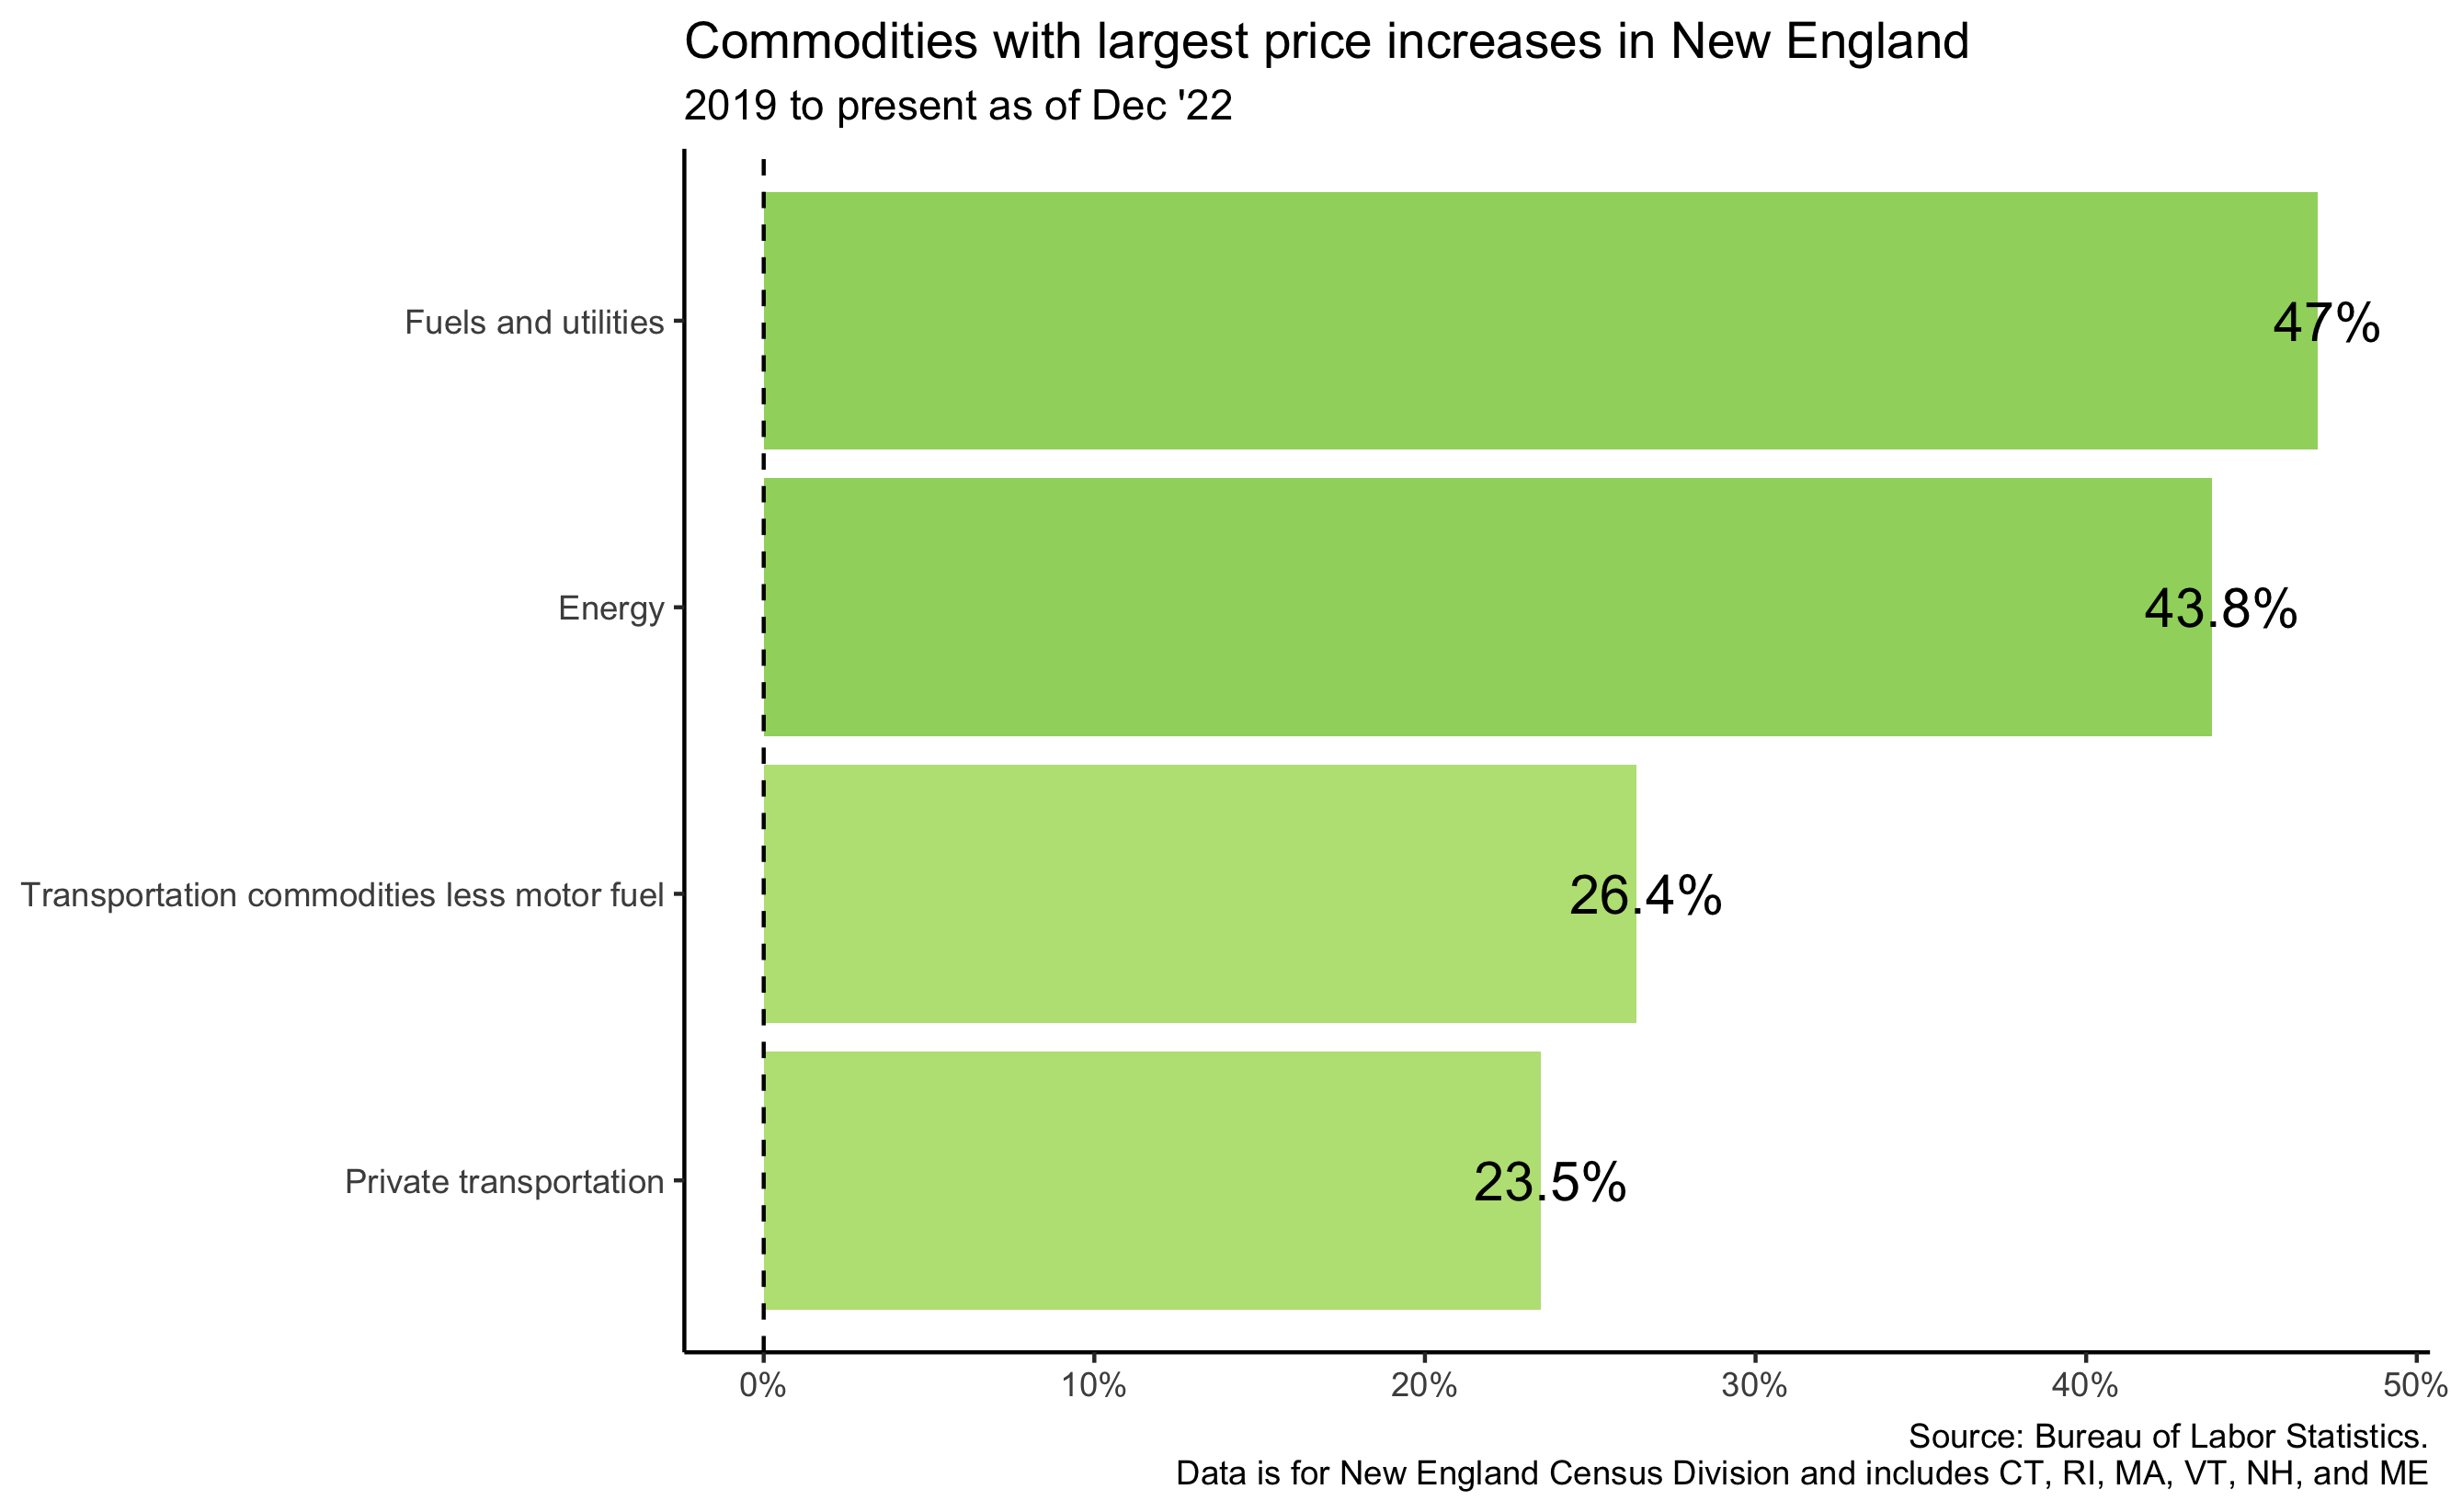 Commodities with largest price increases in New England
2019 to present as of Dec '22
Fuels and utilities
47%
Energy
43.8%
Transportation commodities less motor fuel
26.4%
Private transportation
23.5%
0% 10% 20% 30% 40% 50%
Source: Bureau of Labor Statistics.
Data is for New England Census Division and includes CT, RI, MA, VT, NH, and ME